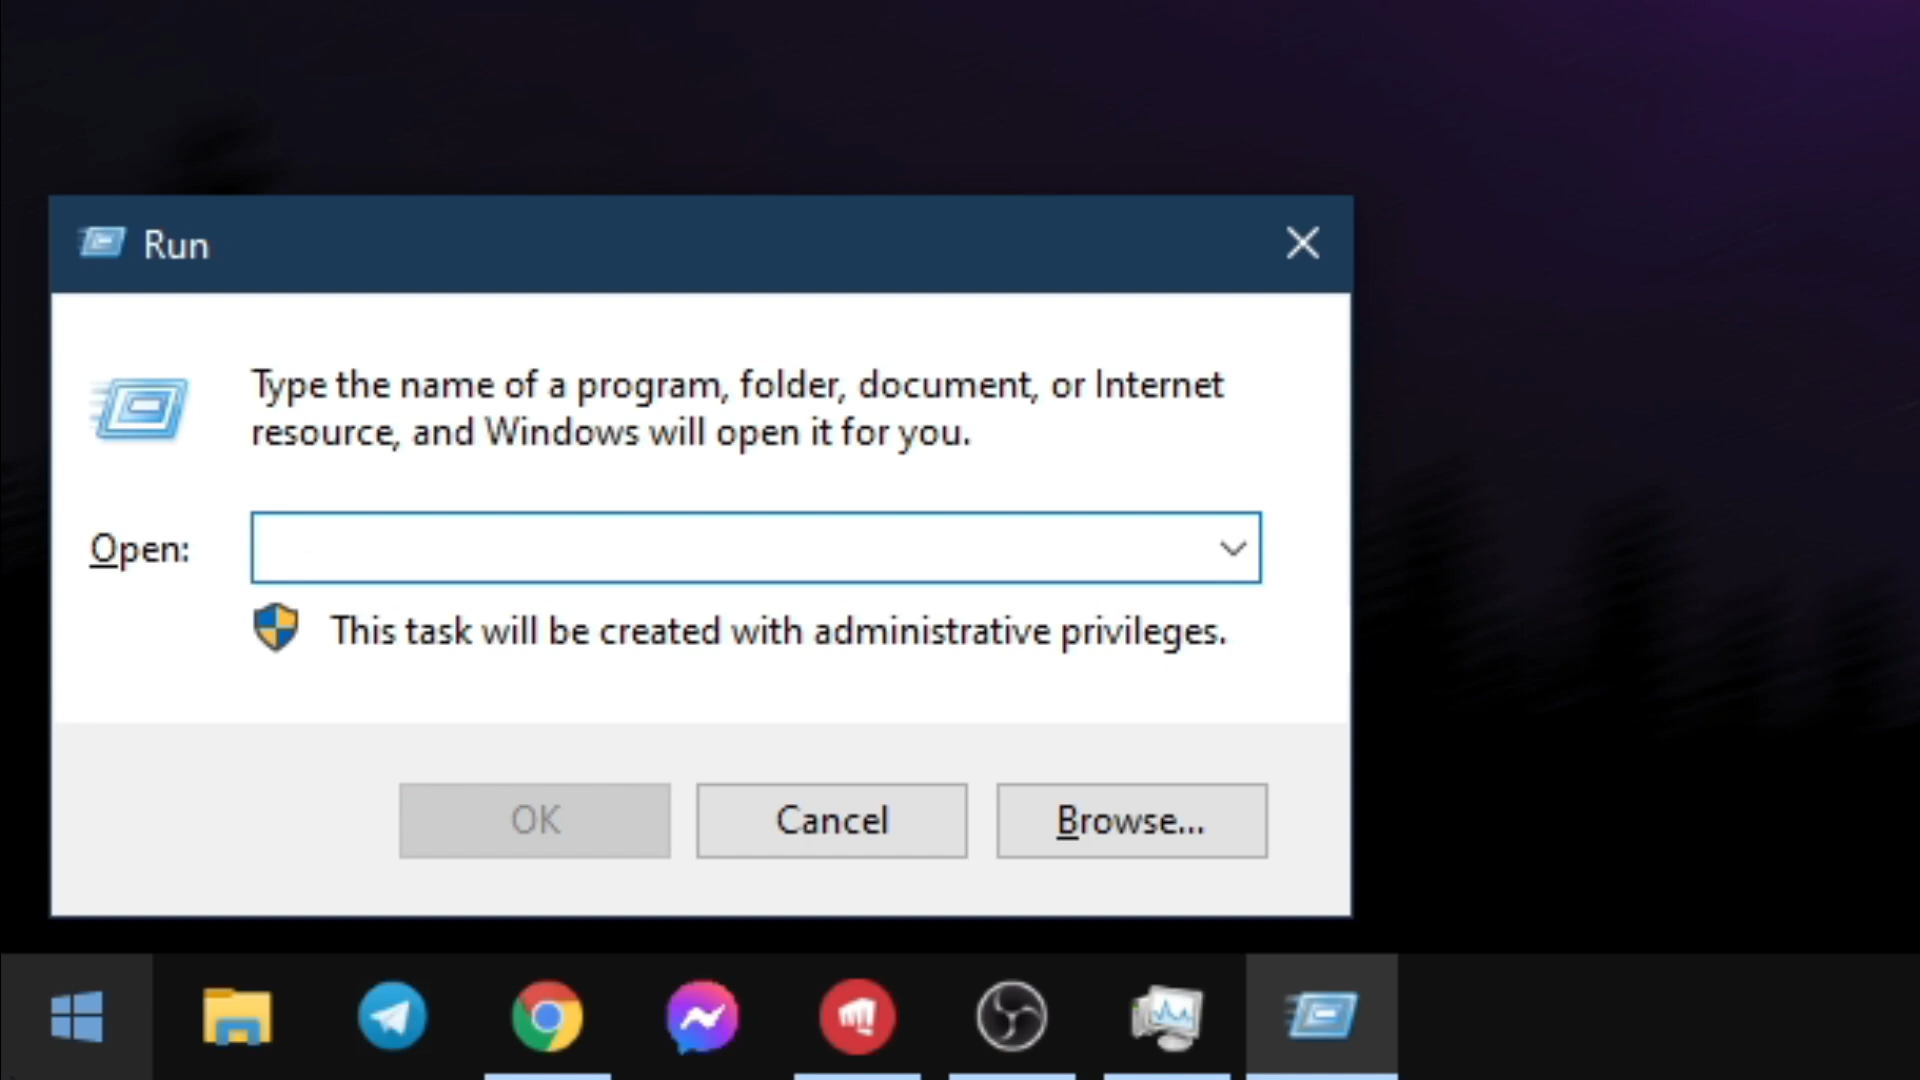 Run
Type the name of a program, folder, document, or Internet
resource, and Windows will open it for you.
Open:
This task will be created with administrative privileges.
OK
Cancel
Browse...